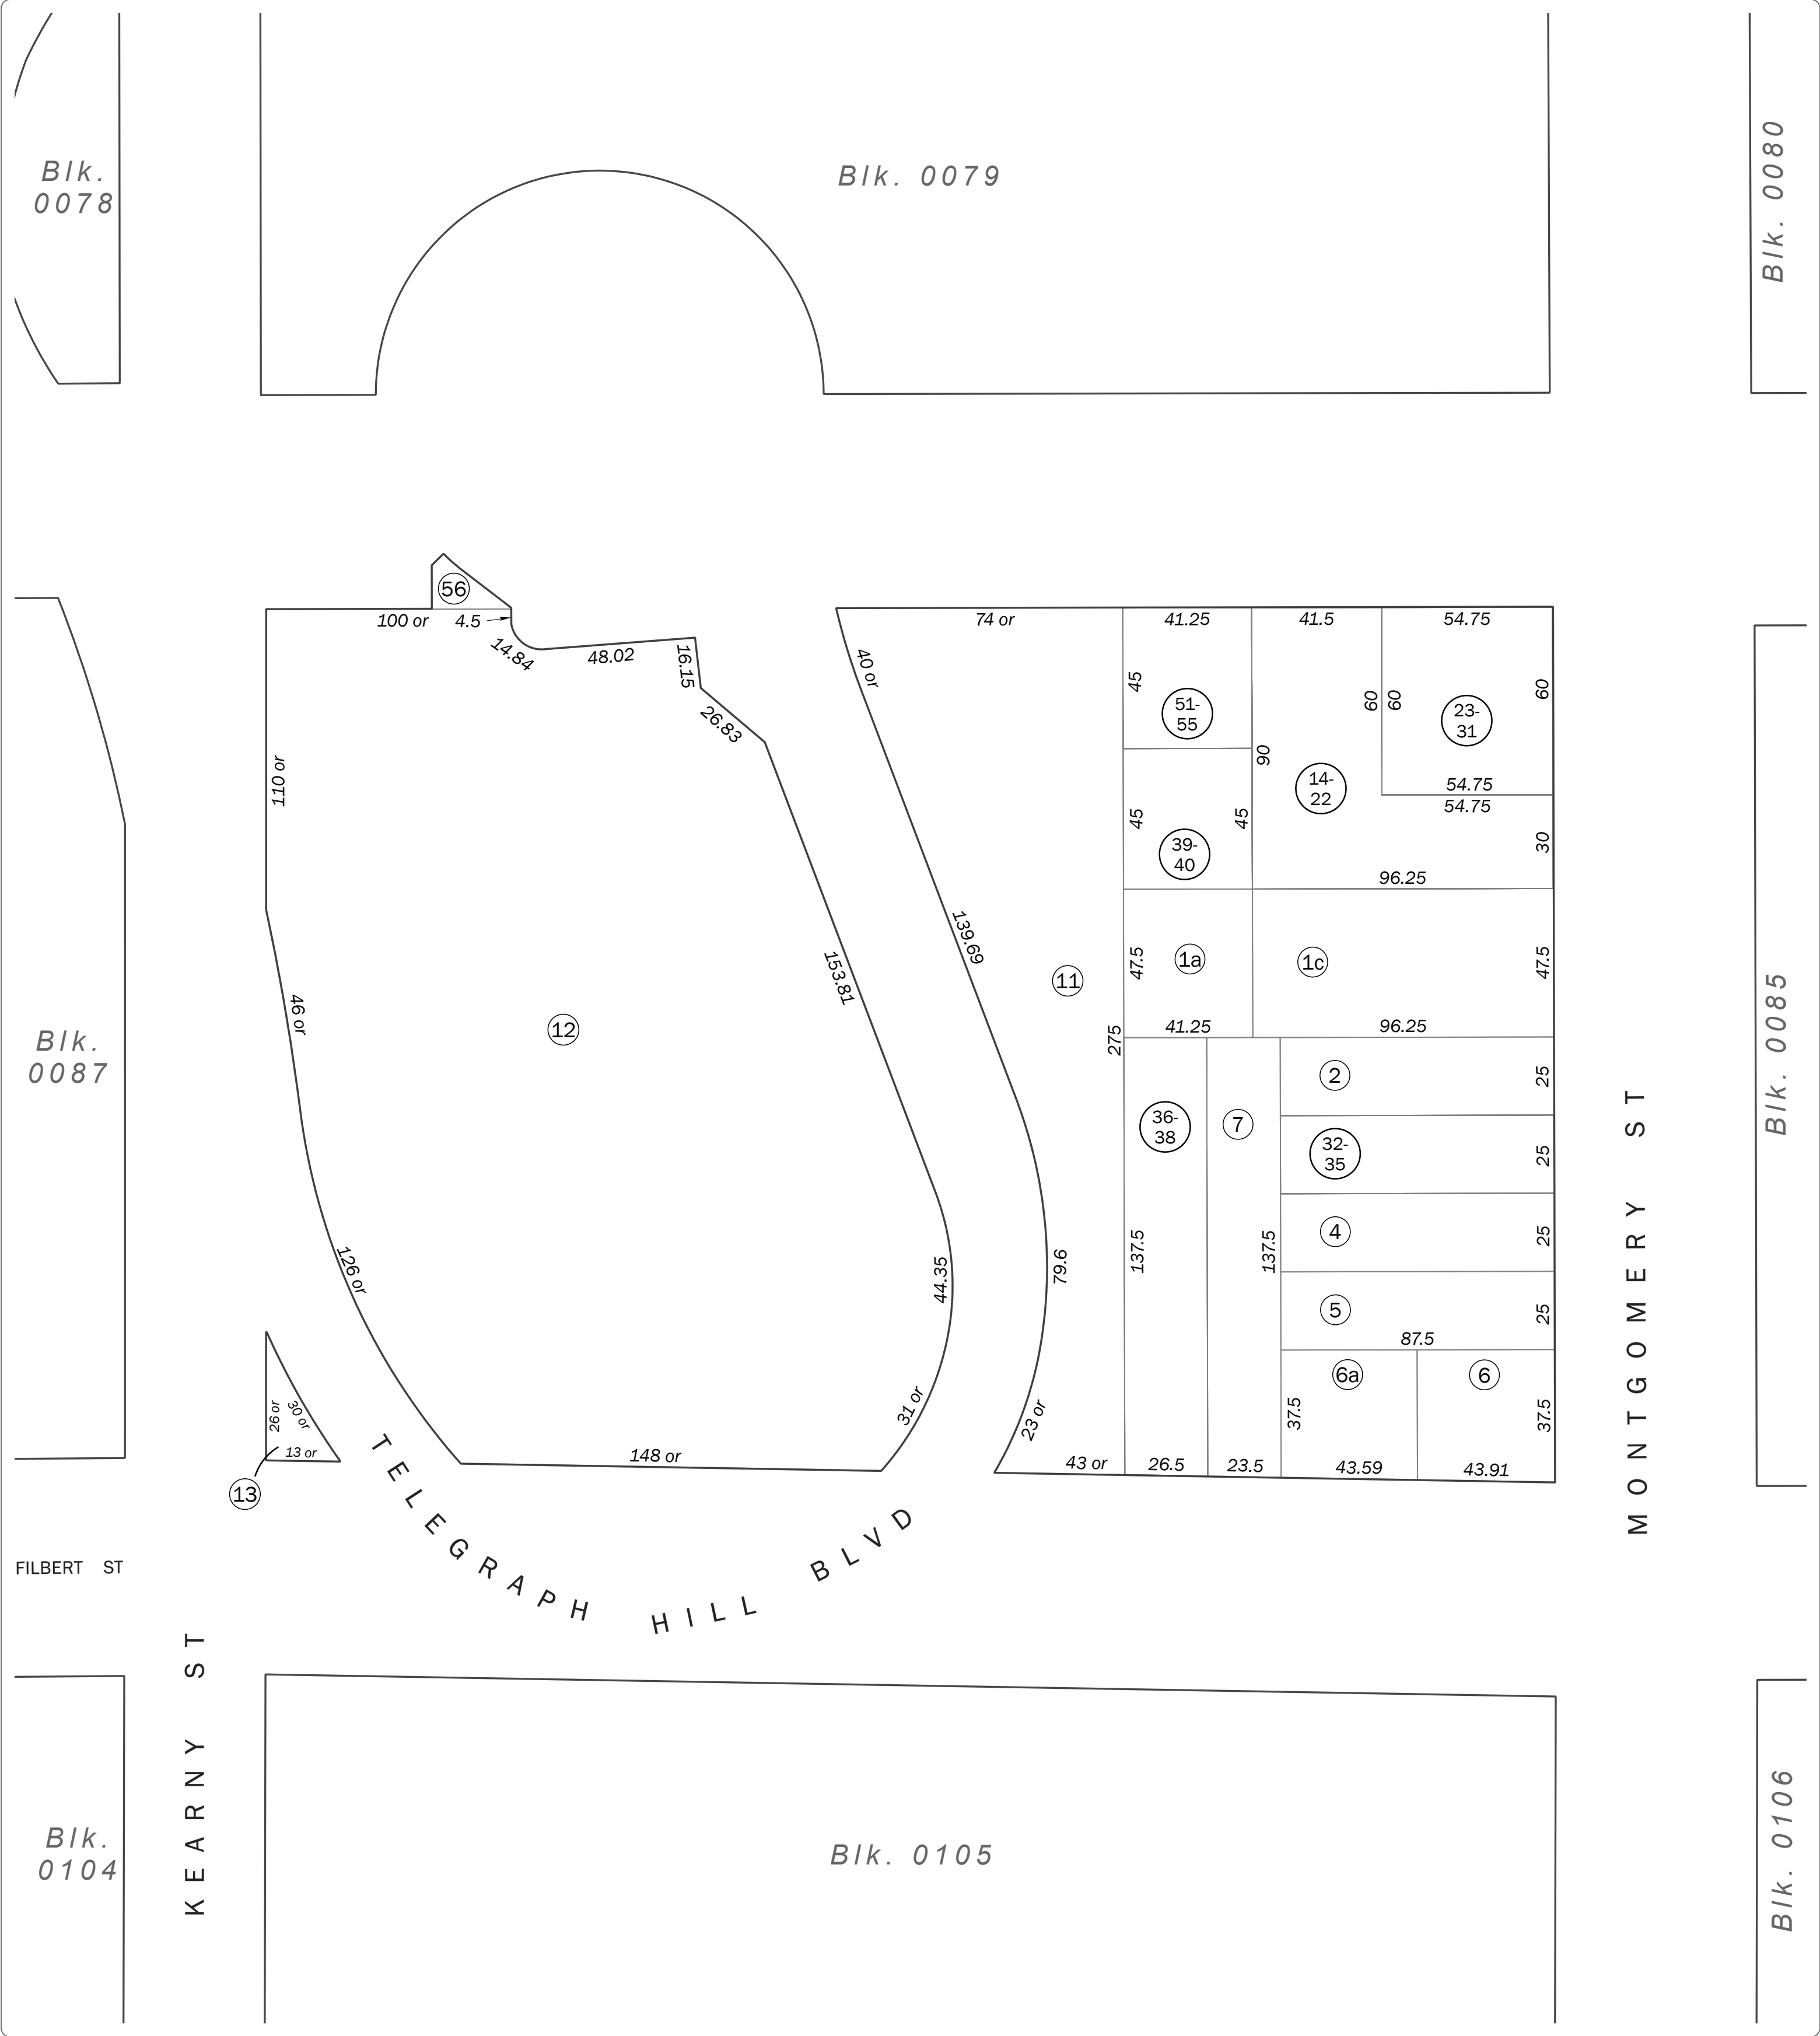 Blk.
0078
Blk. 0079
Blk. 0080
56
100 or
4.5
14.84
48.02
16.15
26.83
110 or
46 or
126 or
12
153.81
44.35
31 or
148 or
26 or
30 or
13 or
13
74 or
40 or
139.69
79.6
23 or
43 or
11
275
41.25
45
51-
55
45
45
39-
40
41.5
90
14-
22
60
54.75
60
60
23-
31
54.75
54.75
30
96.25
47.5
1a
41.25
1c
47.5
96.25
2
25
36-
38
7
32-
35
25
137.5
137.5
4
25
5
25
87.5
6a
6
37.5
37.5
26.5
23.5
43.59
43.91
Blk.
0087
Blk. 0085
MONTGOMERY ST
TELEGRAPH HILL BLVD
FILBERT ST
KEARNY ST
Blk.
0104
Blk. 0105
Blk. 0106